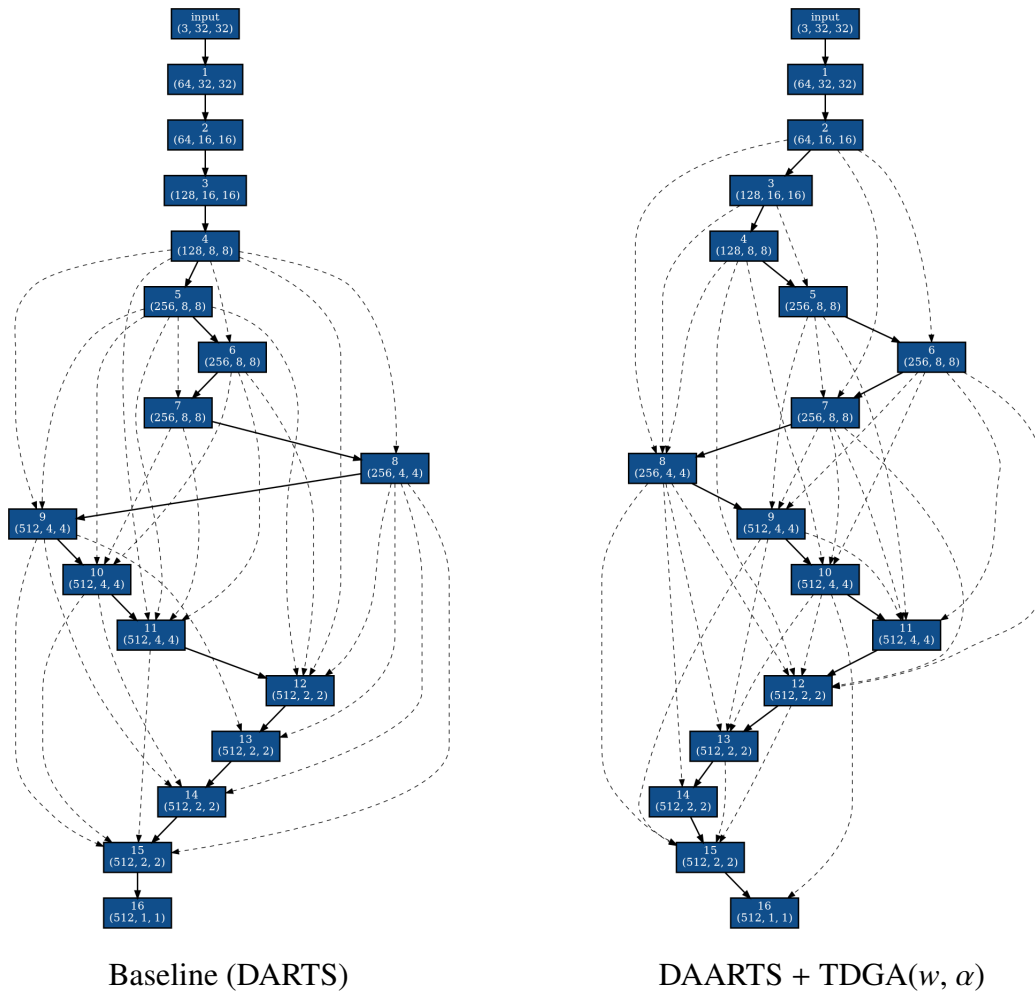 input
(3, 32, 32)
1
(64, 32, 32)
2
(64, 16, 16)
3
(128, 16, 16)
4
(128, 8, 8)
5
(256, 8, 8)
6
(256, 8, 8)
7
(256, 8, 8)
8
(256, 4, 4)
9
(512, 4, 4)
10
(512, 4, 4)
11
(512, 4, 4)
12
(512, 2, 2)
13
(512, 2, 2)
14
(512, 2, 2)
15
(512, 2, 2)
16
(512, 1, 1)
Baseline (DARTS)
input
(3, 32, 32)
1
(64, 32, 32)
2
(64, 16, 16)
3
(128, 16, 16)
4
(128, 8, 8)
5
(256, 8, 8)
6
(256, 8, 8)
7
(256, 8, 8)
8
(256, 4, 4)
9
(512, 4, 4)
10
(512, 4, 4)
11
(512, 4, 4)
12
(512, 2, 2)
13
(512, 2, 2)
14
(512, 2, 2)
15
(512, 2, 2)
16
(512, 1, 1)
DAARTS + TDGA(w, α)